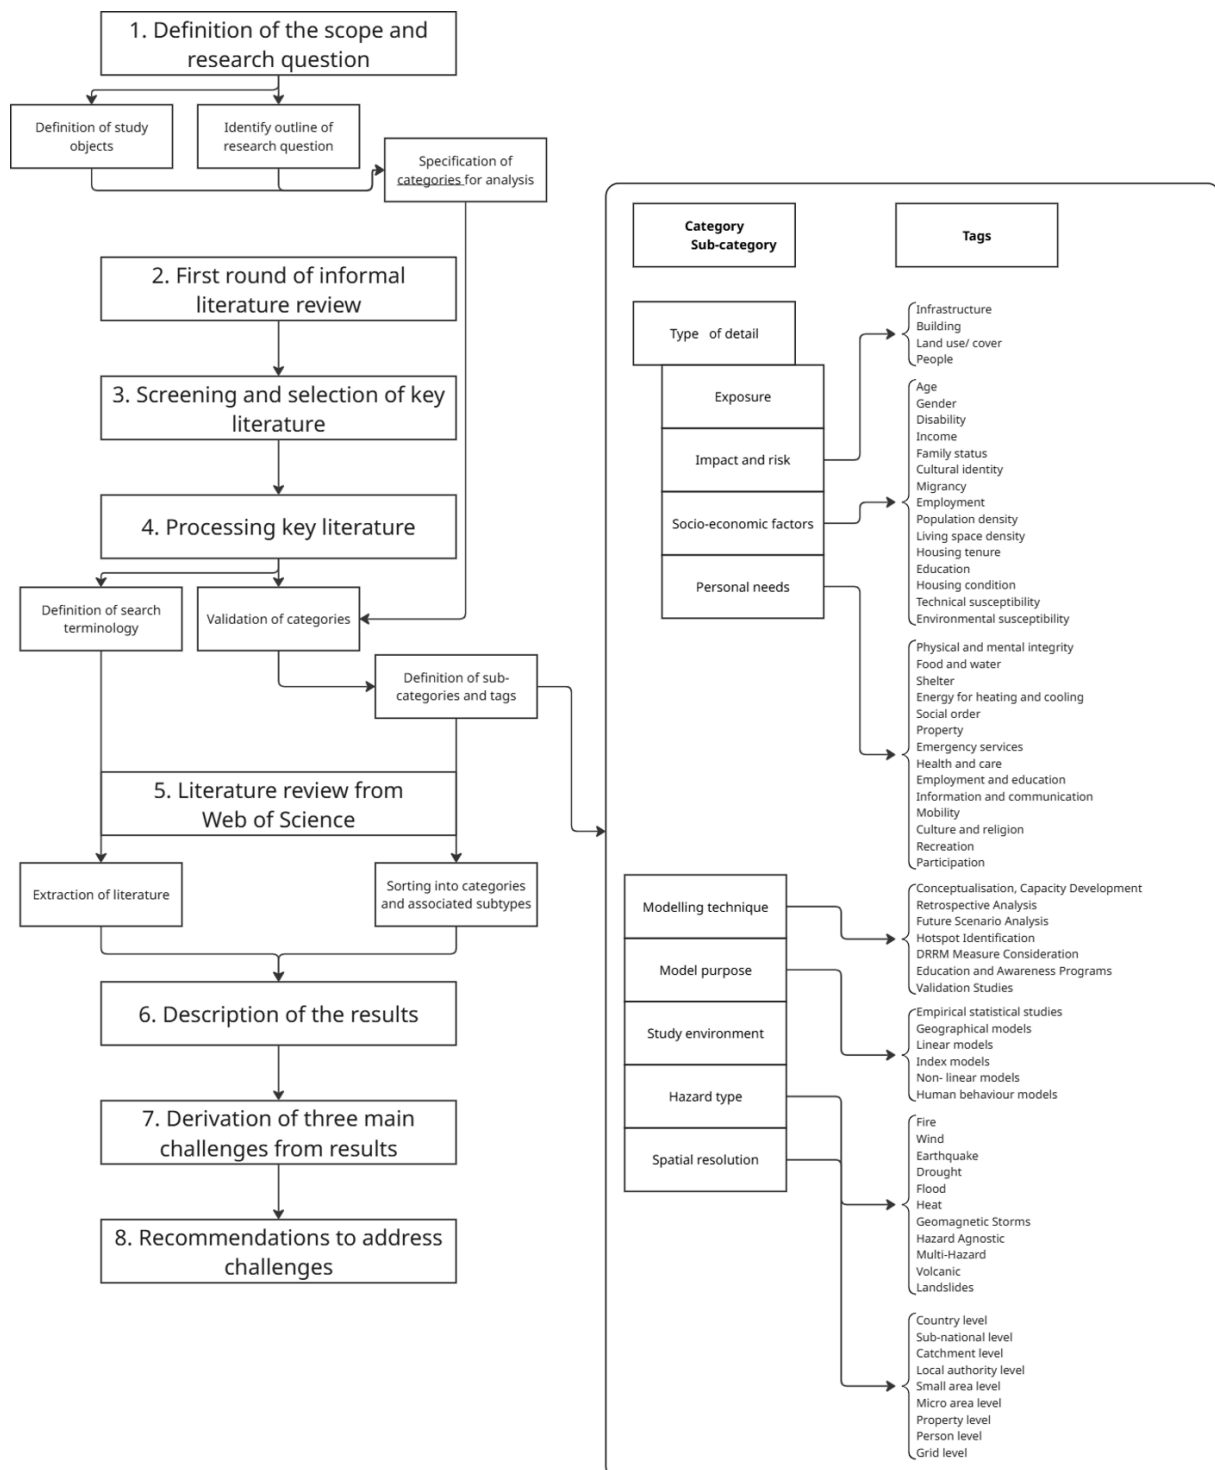 1. Definition of the scope and
research question
Definition of study
objects
Identify outline of
research question
Specification of
categories for analysis
2. First round of informal
literature review
3. Screening and selection of key
literature
4. Processing key literature
Definition of search
terminology
Validation of categories
Definition of sub-
categories and tags
5. Literature review from
Web of Science
Extraction of literature
Sorting into categories
and associated subtypes
6. Description of the results
7. Derivation of three main
challenges from results
8. Recommendations to address
challenges
Category
Sub-category
Tags
Type of detail
Exposure
Impact and risk
Socio-economic factors
Personal needs
Infrastructure
Building
Land use/ cover
People
Age
Gender
Disability
Income
Family status
Cultural identity
Migrancy
Employment
Population density
Living space density
Housing tenure
Education
Housing condition
Technical susceptibility
Environmental susceptibility
Physical and mental integrity
Food and water
Shelter
Energy for heating and cooling
Social order
Property
Emergency services
Health and care
Employment and education
Information and communication
Mobility
Culture and religion
Recreation
Participation
Modelling technique
Model purpose
Study environment
Hazard type
Spatial resolution
Conceptualisation, Capacity Development
Retrospective Analysis
Future Scenario Analysis
Hotspot Identification
DRRM Measure Consideration
Education and Awareness Programs
Validation Studies
Empirical statistical studies
Geographical models
Linear models
Index models
Non- linear models
Human behaviour models
Fire
Wind
Earthquake
Drought
Flood
Heat
Geomagnetic Storms
Hazard Agnostic
Multi-Hazard
Volcanic
Landslides
Country level
Sub-national level
Catchment level
Local authority level
Small area level
Micro area level
Property level
Person level
Grid level